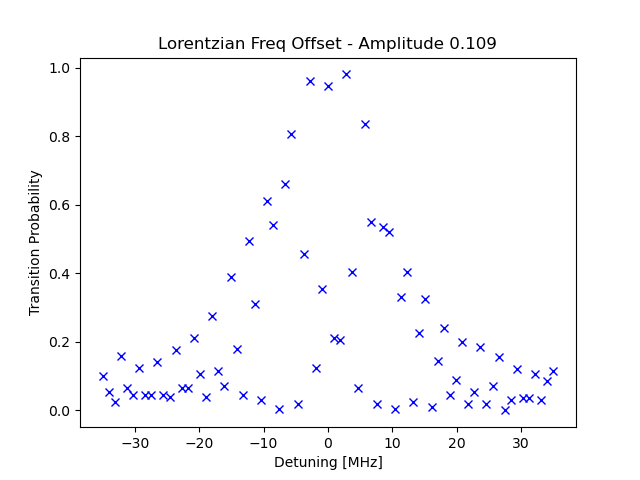 Lorentzian Freq Offset - Amplitude 0.109
Transition Probability
1.0
0.8
0.6
0.4
0.2
0.0
−30 −20 −10 0 10 20 30
Detuning [MHz]